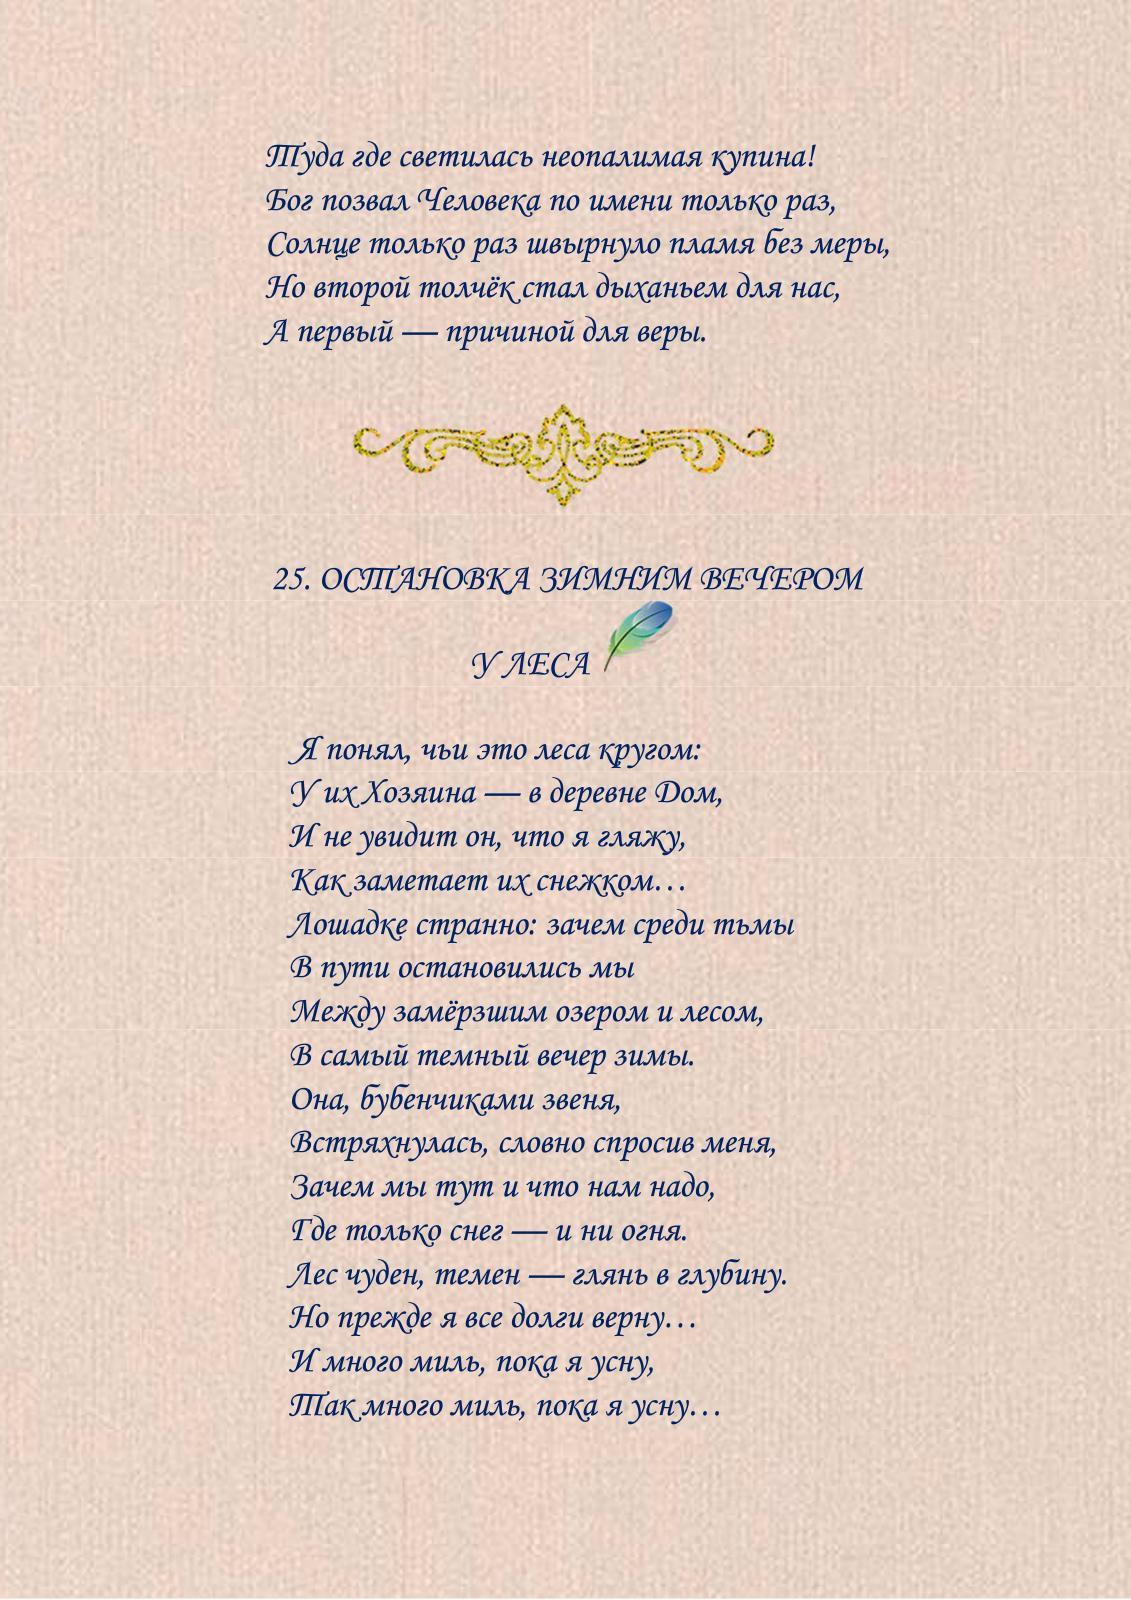 Туда где светилась неопалимая купина!
Бог позвал Человека по имени только раз,
Солнце только раз швырнуло пламя без меры,
Но второй толчёк стал дыханьем для нас,
А первый — причиной для веры.
25. ОСТАНОВКА ЗИМНИМ ВЕЧЕРОМ
У ЛЕСА
Я понял, чьи это леса кругом:
У их Хозяина — в деревне Дом,
И не увидит он, что я гляжу,
Как заметает их снежком…
Лошадке странно: зачем среди тьмы
В пути остановились мы
Между замёрзшим озером и лесом,
В самый темный вечер зимы.
Она, бубенчиками звеня,
Встряхнулась, словно спросив меня,
Зачем мы тут и что нам надо,
Где только снег — и ни огня.
Лес чуден, темен — глянь в глубину.
Но прежде я все долги верну…
И много миль, пока я усну,
Так много миль, пока я усну…